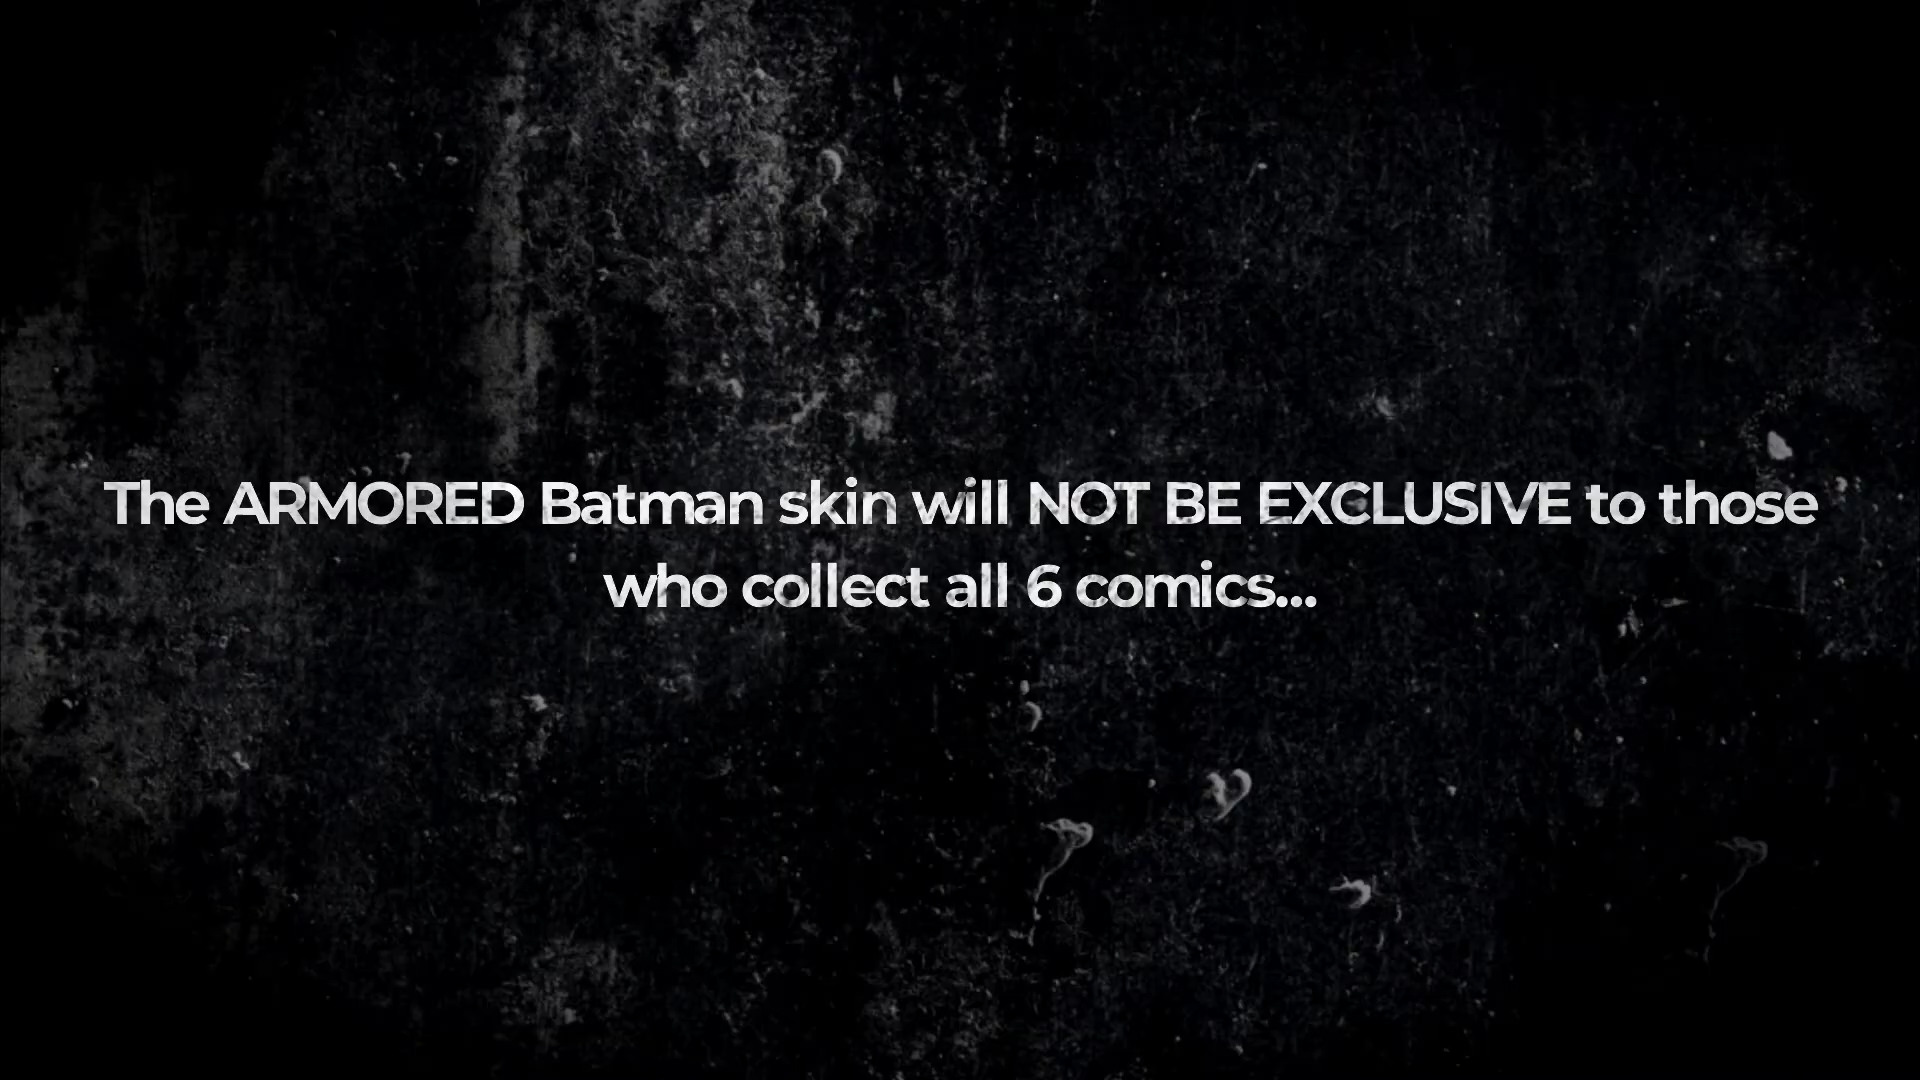 The ARMORED Batman skin will NOT BE EXCLUSIVE to those
who collect all 6 comics...